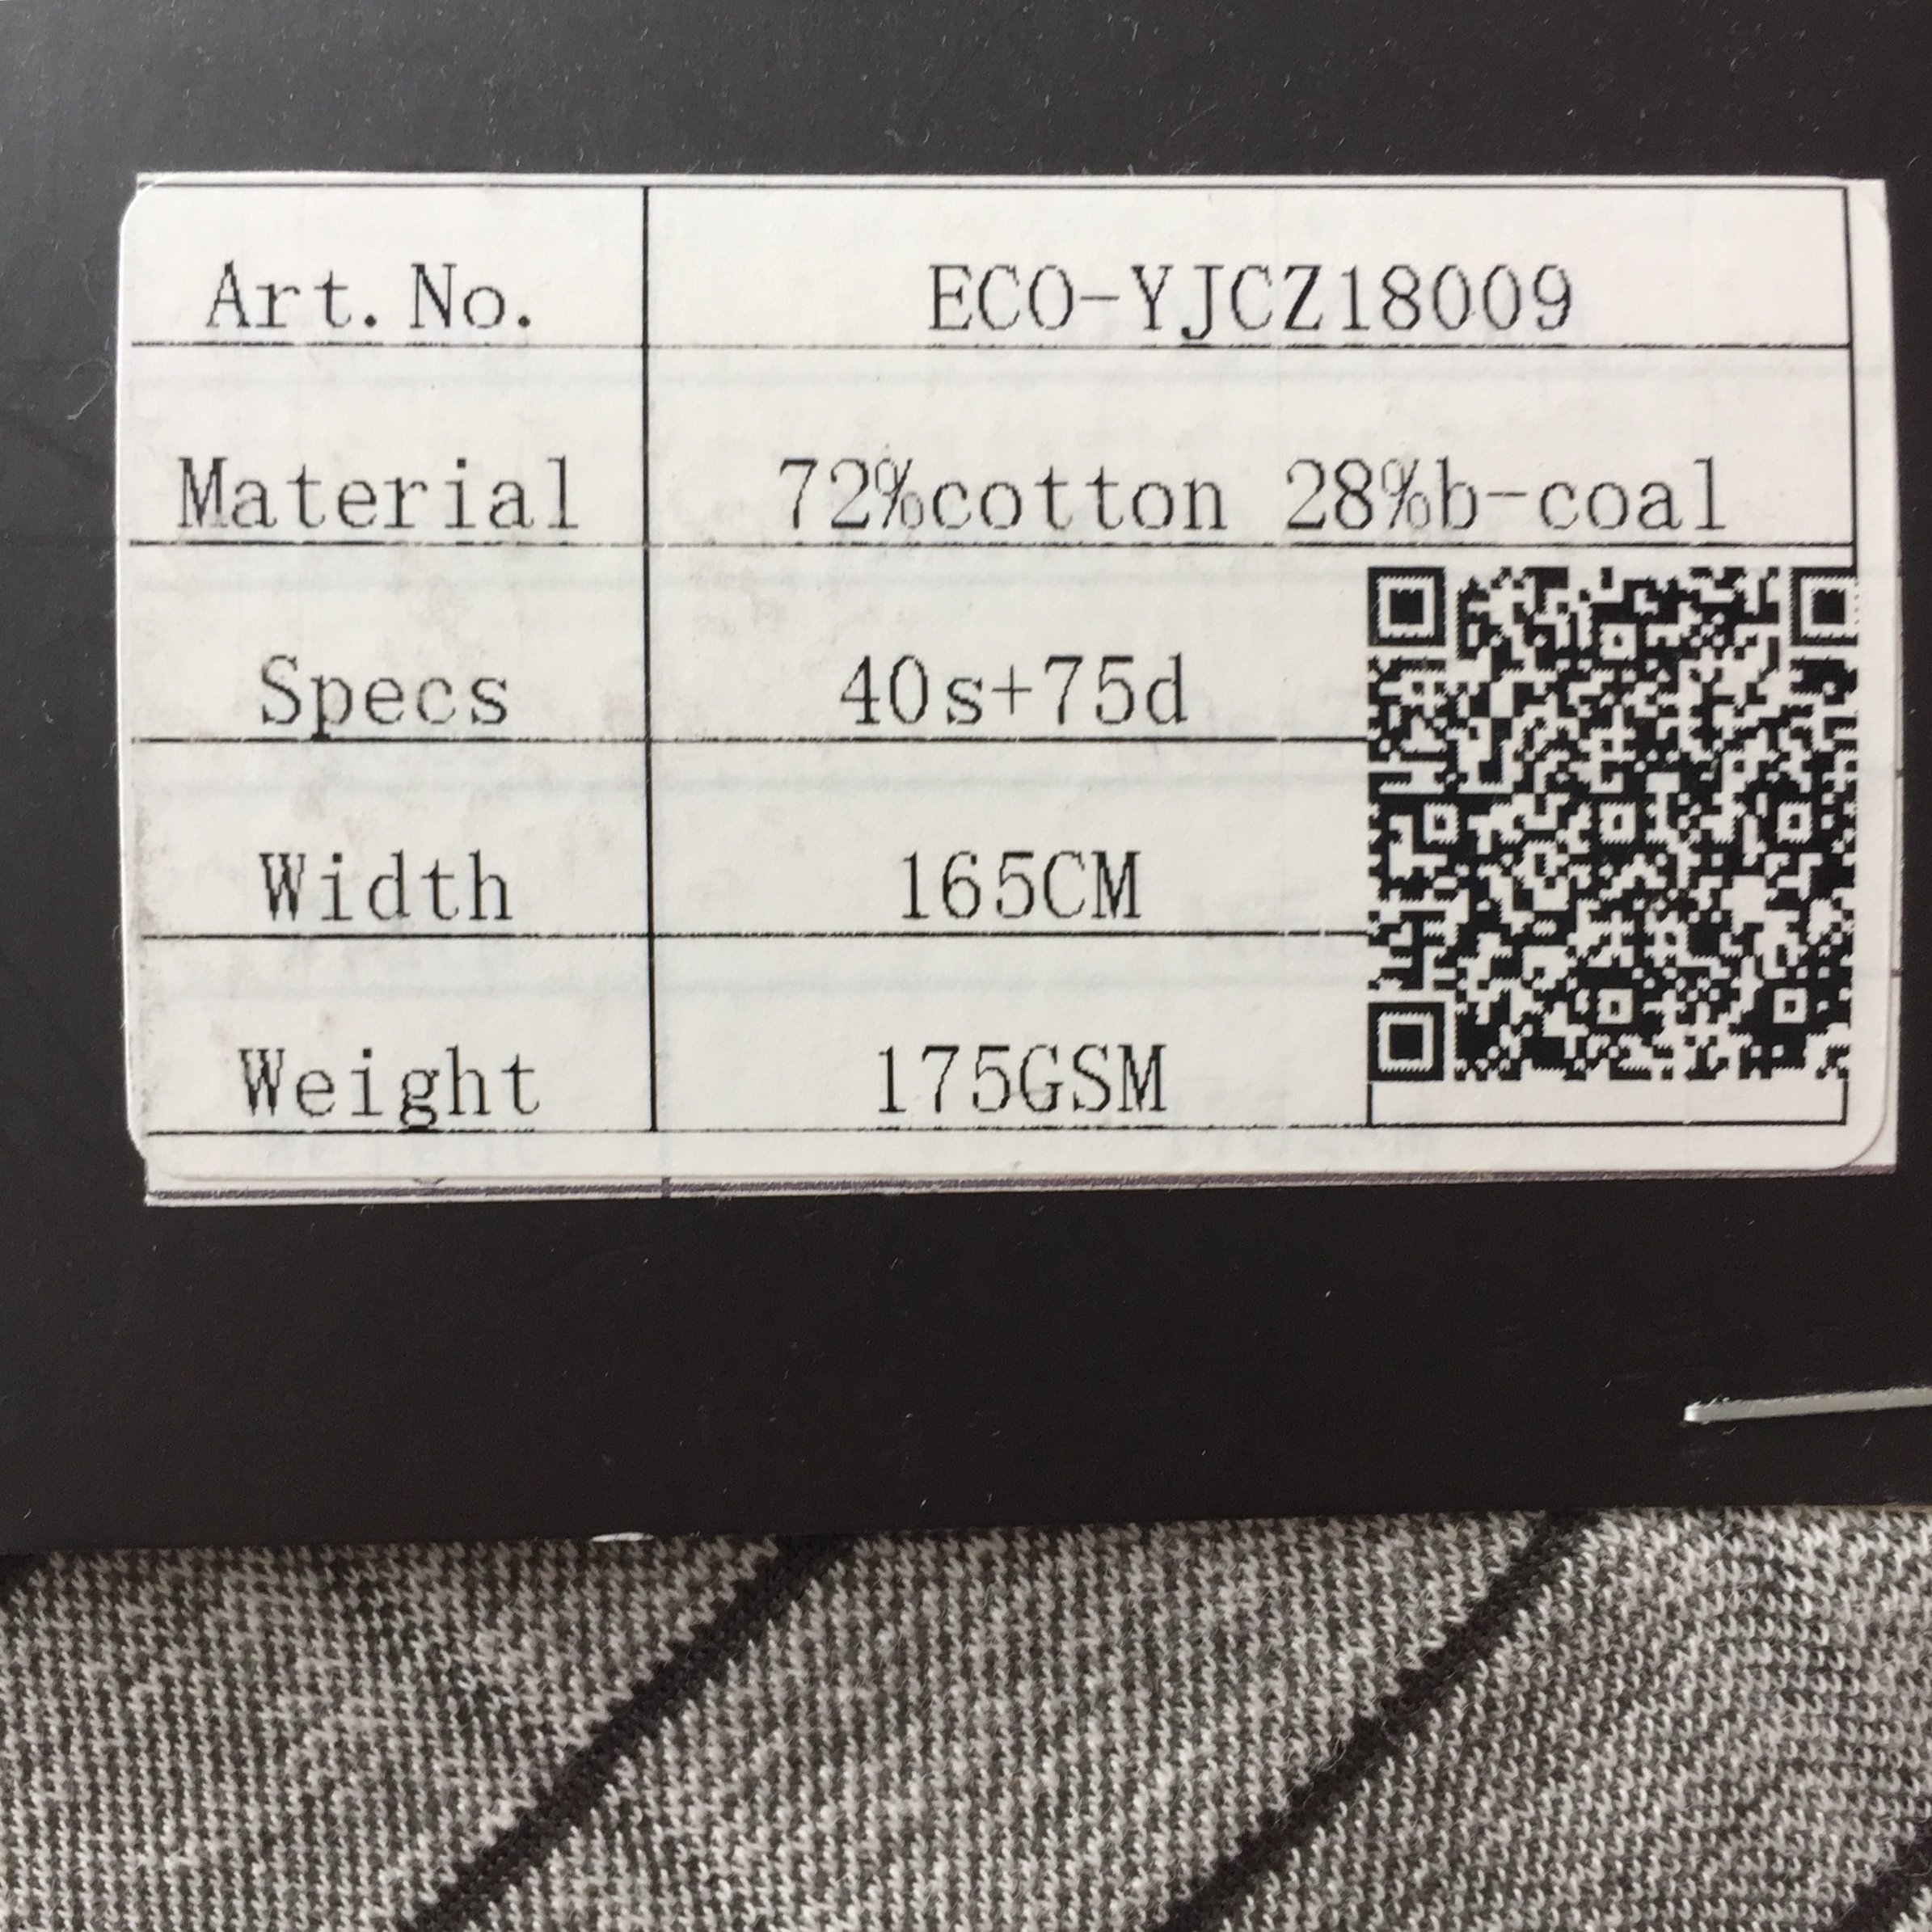 Art.No. ECO-YJCZ18009
Material 72%cotton 28%b-coal
Specs 40s+75d
Width 165CM
Weight 175GSM